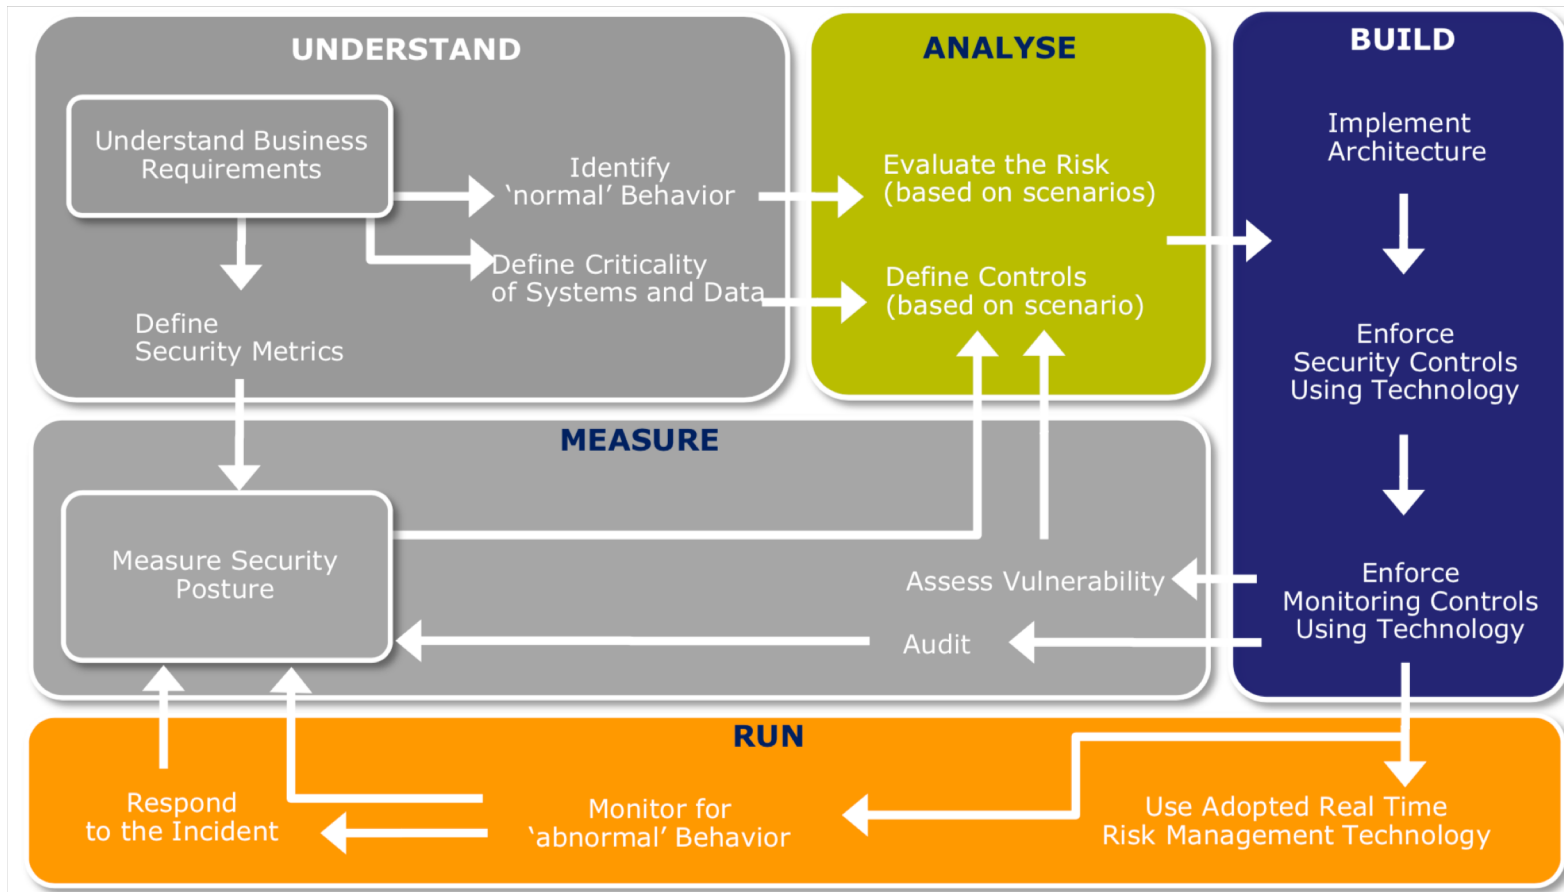 UNDERSTAND
Understand Business
Requirements
Identify
‘normal’ Behavior
Define Criticality
of Systems and Data
Define
Security Metrics
ANALYSE
Evaluate the Risk
(based on scenarios)
Define Controls
(based on scenario)
BUILD
Implement
Architecture
Enforce
Security Controls
Using Technology
Enforce
Monitoring Controls
Using Technology
MEASURE
Measure Security
Posture
Assess Vulnerability
Audit
RUN
Respond
to the Incident
Monitor for
‘abnormal’ Behavior
Use Adopted Real Time
Risk Management Technology